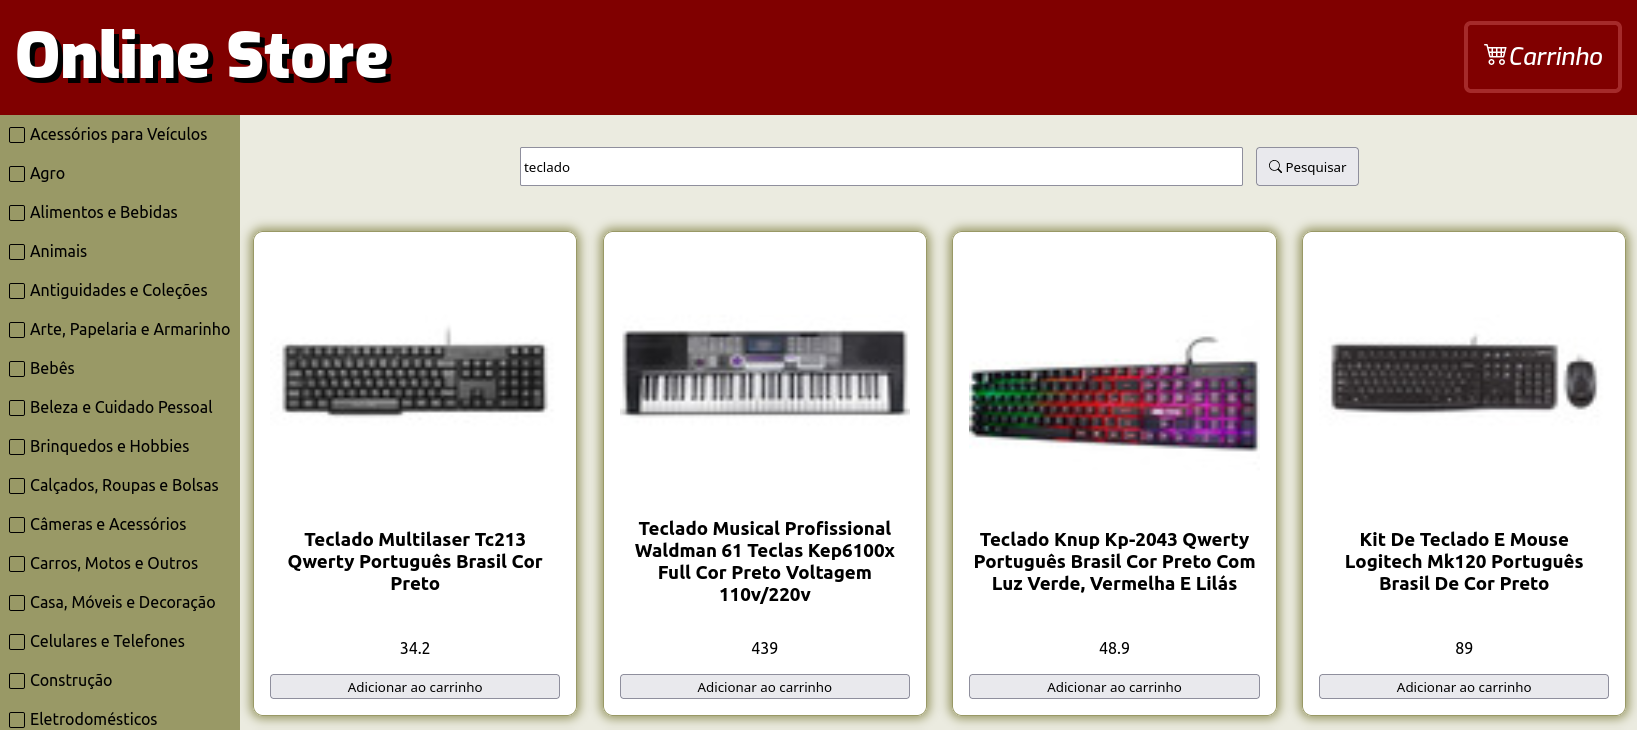 Online Store
Carrinho
Acessórios para Veículos
Agro
Alimentos e Bebidas
Animais
Antiguidades e Coleções
Arte, Papelaria e Armarinho
Bebês
Beleza e Cuidado Pessoal
Brinquedos e Hobbies
Calçados, Roupas e Bolsas
Câmeras e Acessórios
Carros, Motos e Outros
Casa, Móveis e Decoração
Celulares e Telefones
Construção
Eletrodomésticos
teclado
Pesquisar
Teclado Multilaser Tc213
Qwerty Português Brasil Cor
Preto
34.2
Adicionar ao carrinho
Teclado Musical Profissional
Waldman 61 Teclas Kep6100x
Full Cor Preto Voltagem
110v/220v
439
Adicionar ao carrinho
Teclado Knup Kp-2043 Qwerty
Português Brasil Cor Preto Com
Luz Verde, Vermelha E Lilás
48.9
Adicionar ao carrinho
Kit De Teclado E Mouse
Logitech Mk120 Português
Brasil De Cor Preto
89
Adicionar ao carrinho